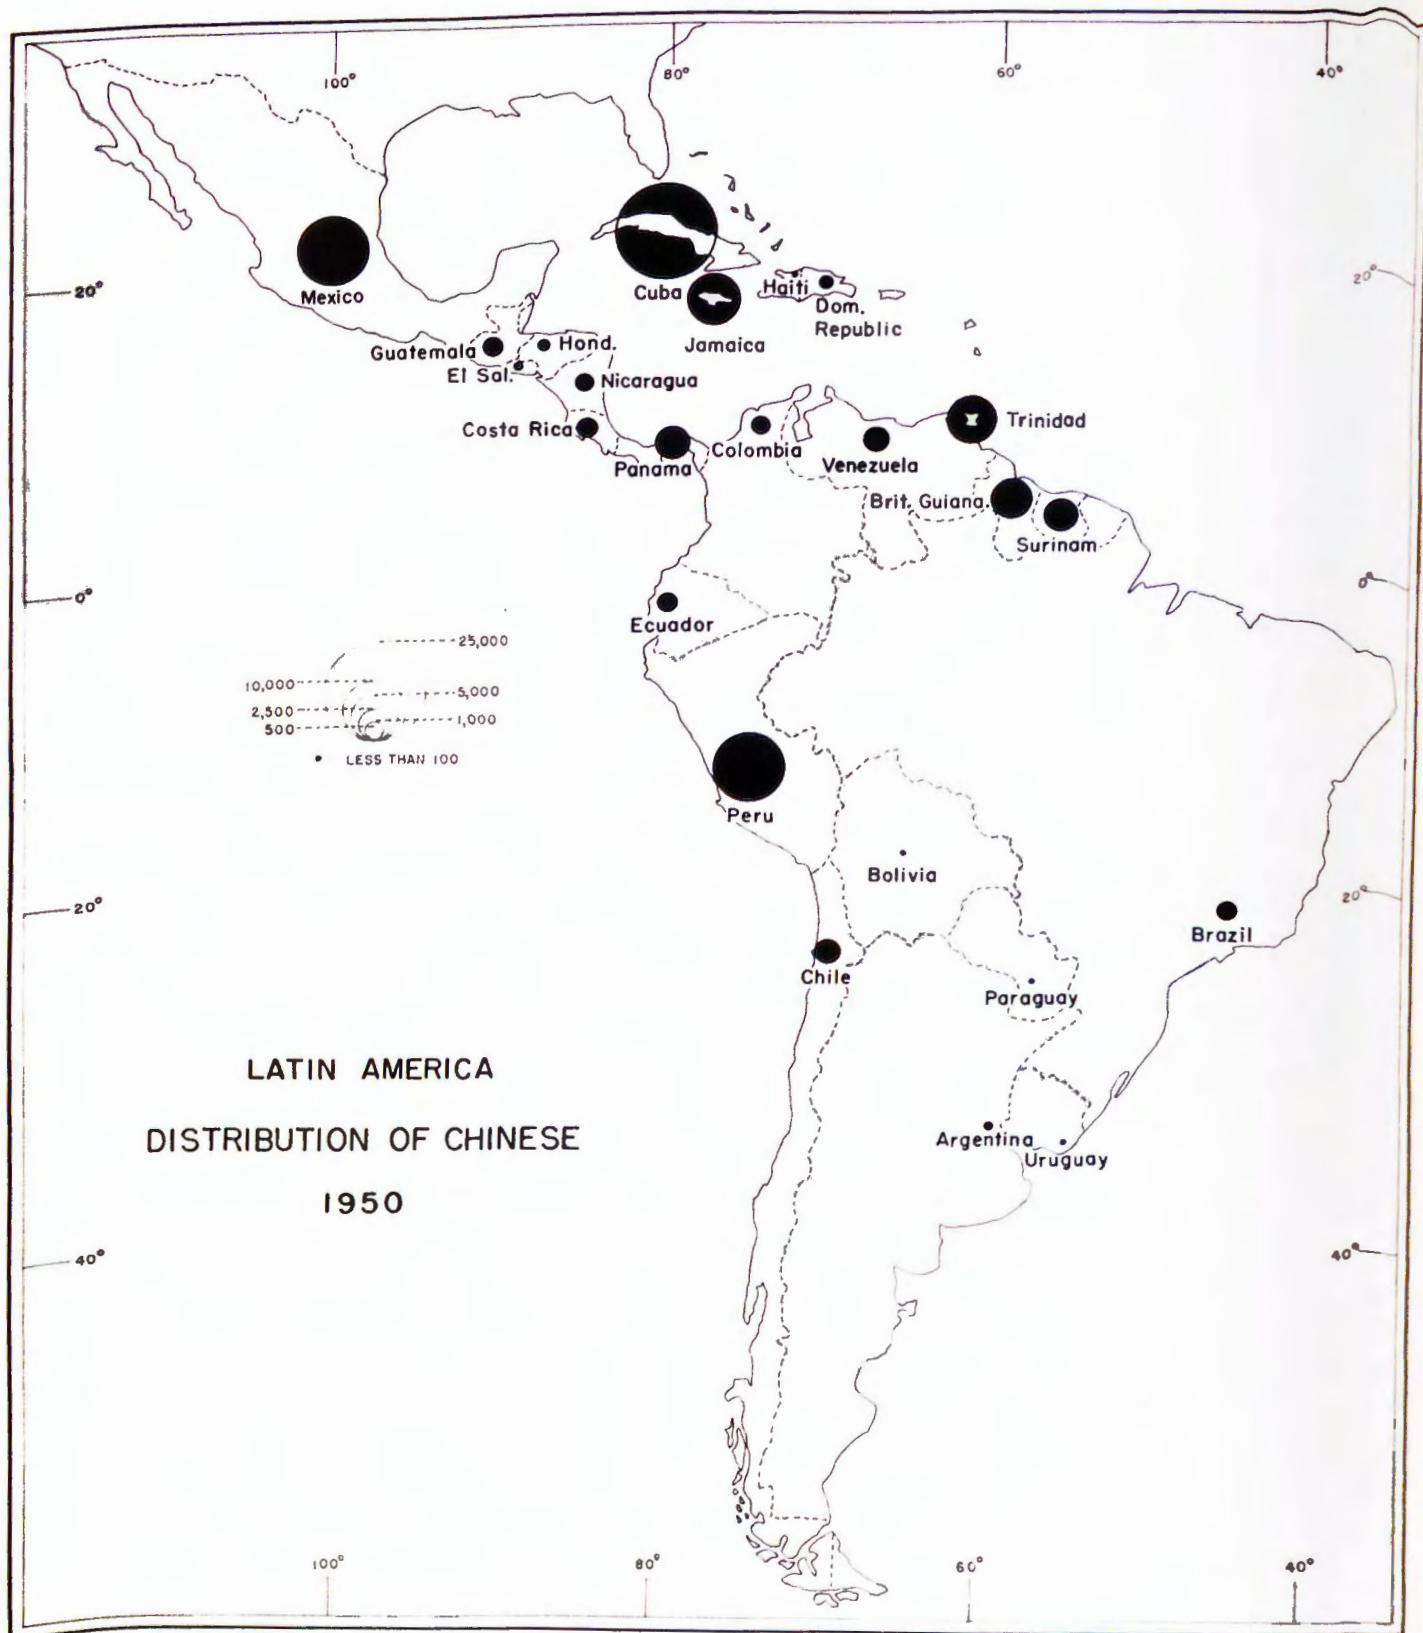 100°
80°
60°
40°
20°
20°
Mexico
Cuba
Haiti
Dom.
Republic
Jamaica
Guatemala
Hond.
El Sal.
Nicaragua
Costa Rica
Panama
Colombia
Venezuela
Trinidad
Brit. Guiana.
Surinam
0°
0°
Ecuador
25,000
10,000
5,000
2,500
1,000
500
LESS THAN 100
Peru
Bolivia
20°
20°
Brazil
Chile
Paraguay
LATIN AMERICA
DISTRIBUTION OF CHINESE
1950
Argentina
Uruguay
40°
40°
100°
80°
60°
40°